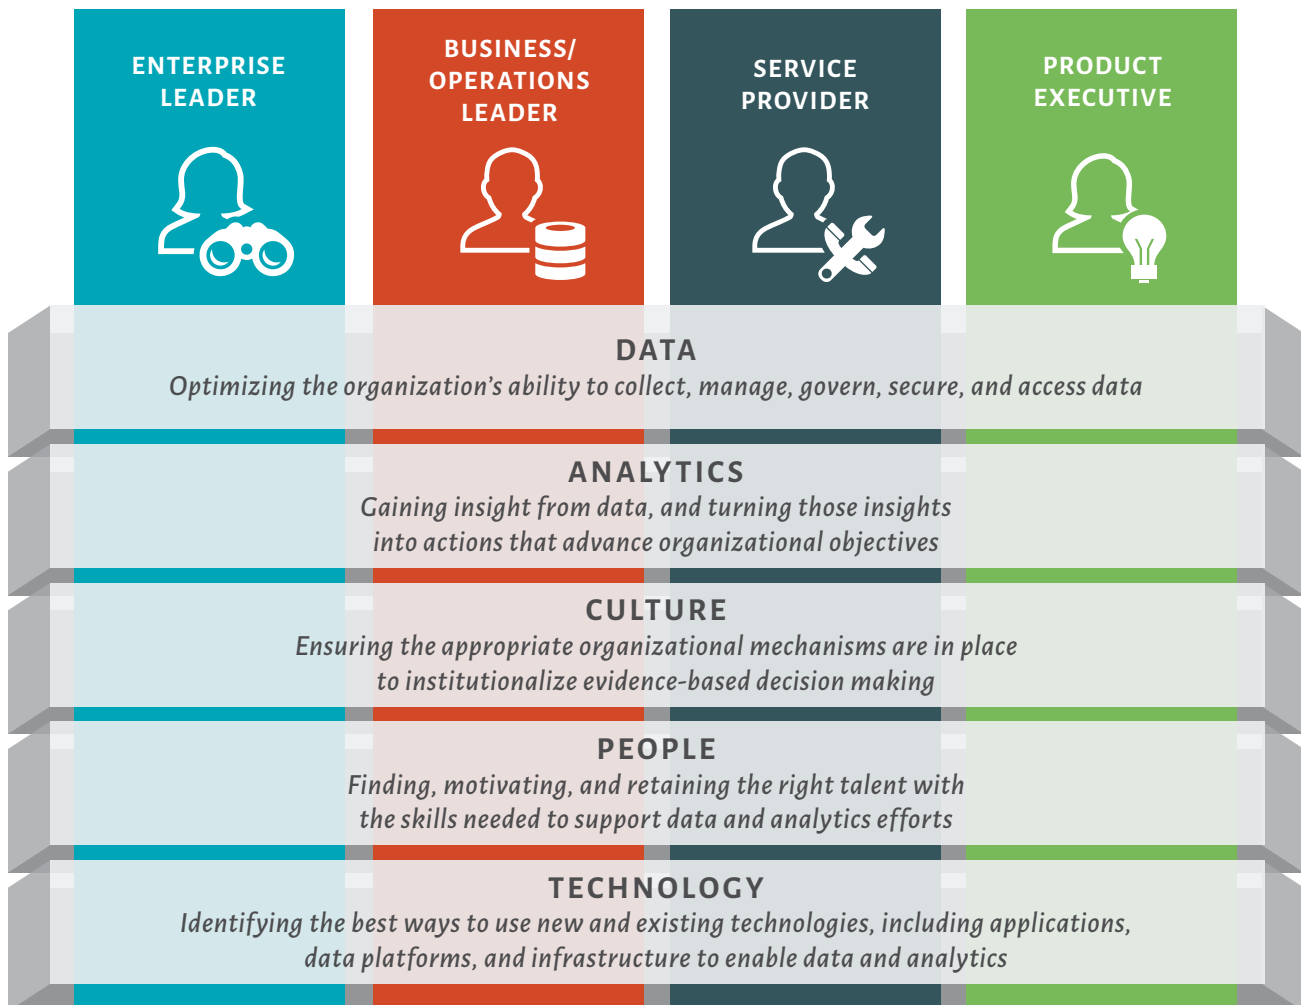 ENTERPRISE
LEADER
BUSINESS/
OPERATIONS
LEADER
SERVICE
PROVIDER
PRODUCT
EXECUTIVE
DATA
Optimizing the organization’s ability to collect, manage, govern, secure, and access data
ANALYTICS
Gaining insight from data, and turning those insights
into actions that advance organizational objectives
CULTURE
Ensuring the appropriate organizational mechanisms are in place
to institutionalize evidence-based decision making
PEOPLE
Finding, motivating, and retaining the right talent with
the skills needed to support data and analytics efforts
TECHNOLOGY
Identifying the best ways to use new and existing technologies, including applications,
data platforms, and infrastructure to enable data and analytics